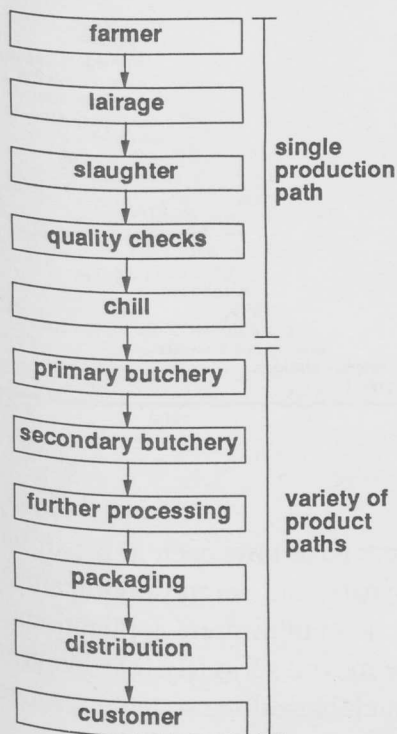 farmer
lairage
slaughter
quality checks
chill
primary butchery
secondary butchery
further processing
packaging
distribution
customer
single
production
path
variety of
product
paths